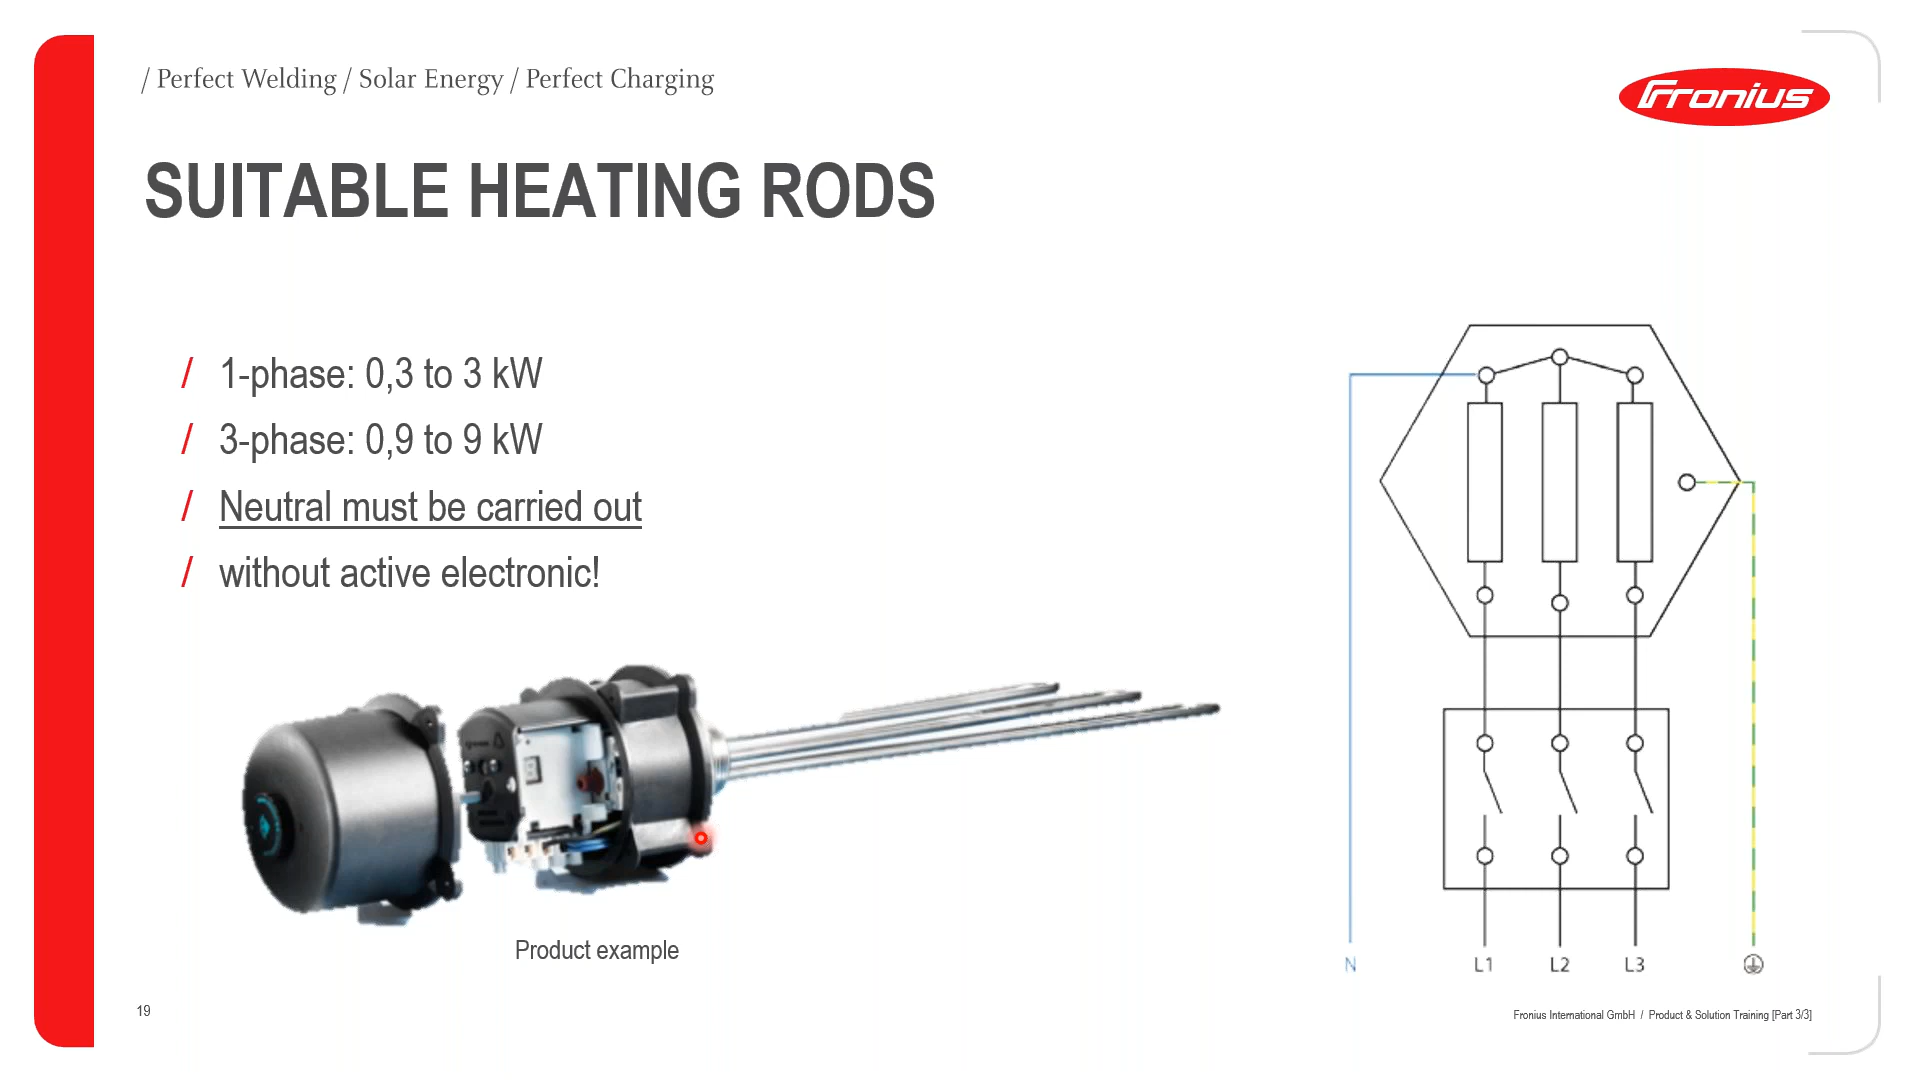 / Perfect Welding / Solar Energy / Perfect Charging
Fronius
SUITABLE HEATING RODS
/ 1-phase: 0,3 to 3 kW
/ 3-phase: 0,9 to 9 kW
/ Neutral must be carried out
/ without active electronic!
Product example
N L1 L2 L3
19
Fronius International GmbH / Product & Solution Training [Part 3/3]